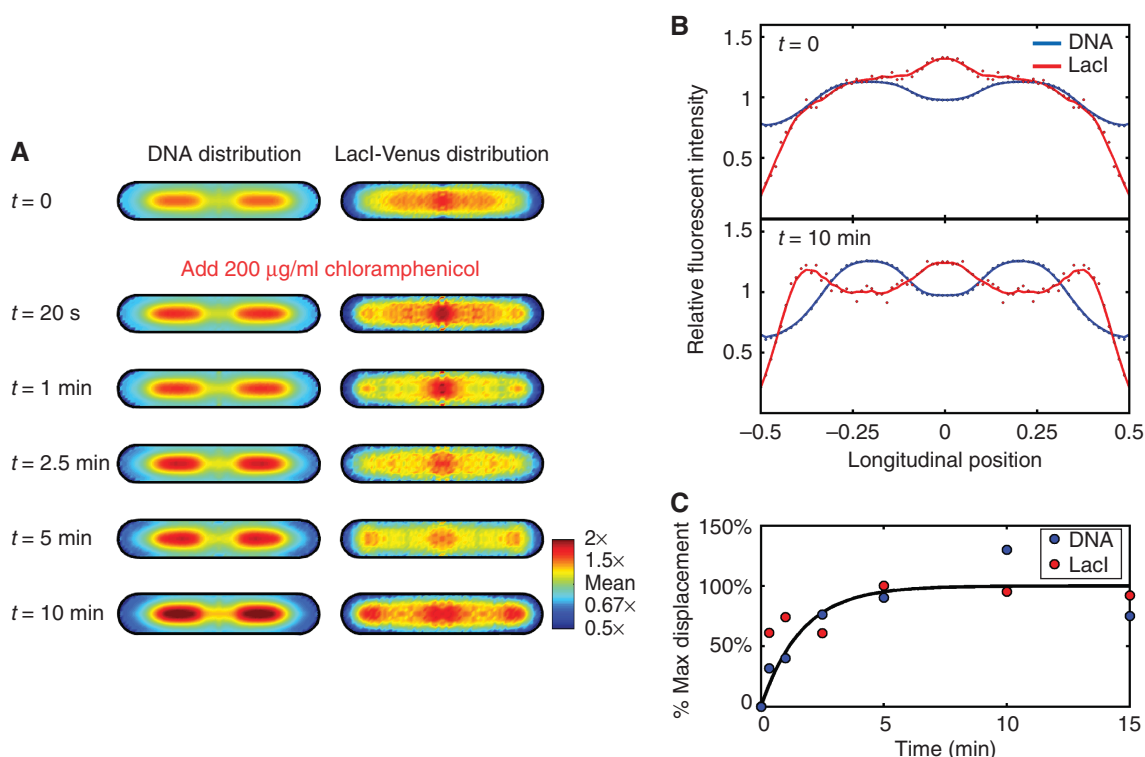 A
DNA distribution
LacI-Venus distribution
t = 0
Add 200 μg/ml chloramphenicol
t = 20 s
t = 1 min
t = 2.5 min
t = 5 min
t = 10 min
2×
1.5×
Mean
0.67×
0.5×
B
Relative fluorescent intensity
t = 0
DNA
LacI
1.5
1
0.5
t = 10 min
1.5
1
0.5
−0.5
−0.25
0
0.25
0.5
Longitudinal position
C
% Max displacement
150%
100%
50%
0
DNA
LacI
0
5
10
15
Time (min)